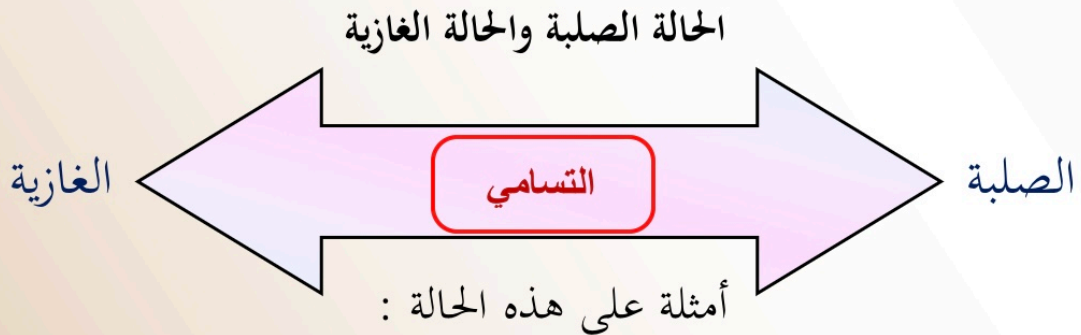 الحالة الصلبة والحالة الغازية
الصلبة
التسامي
الغازية
أمثلة على هذه الحالة :